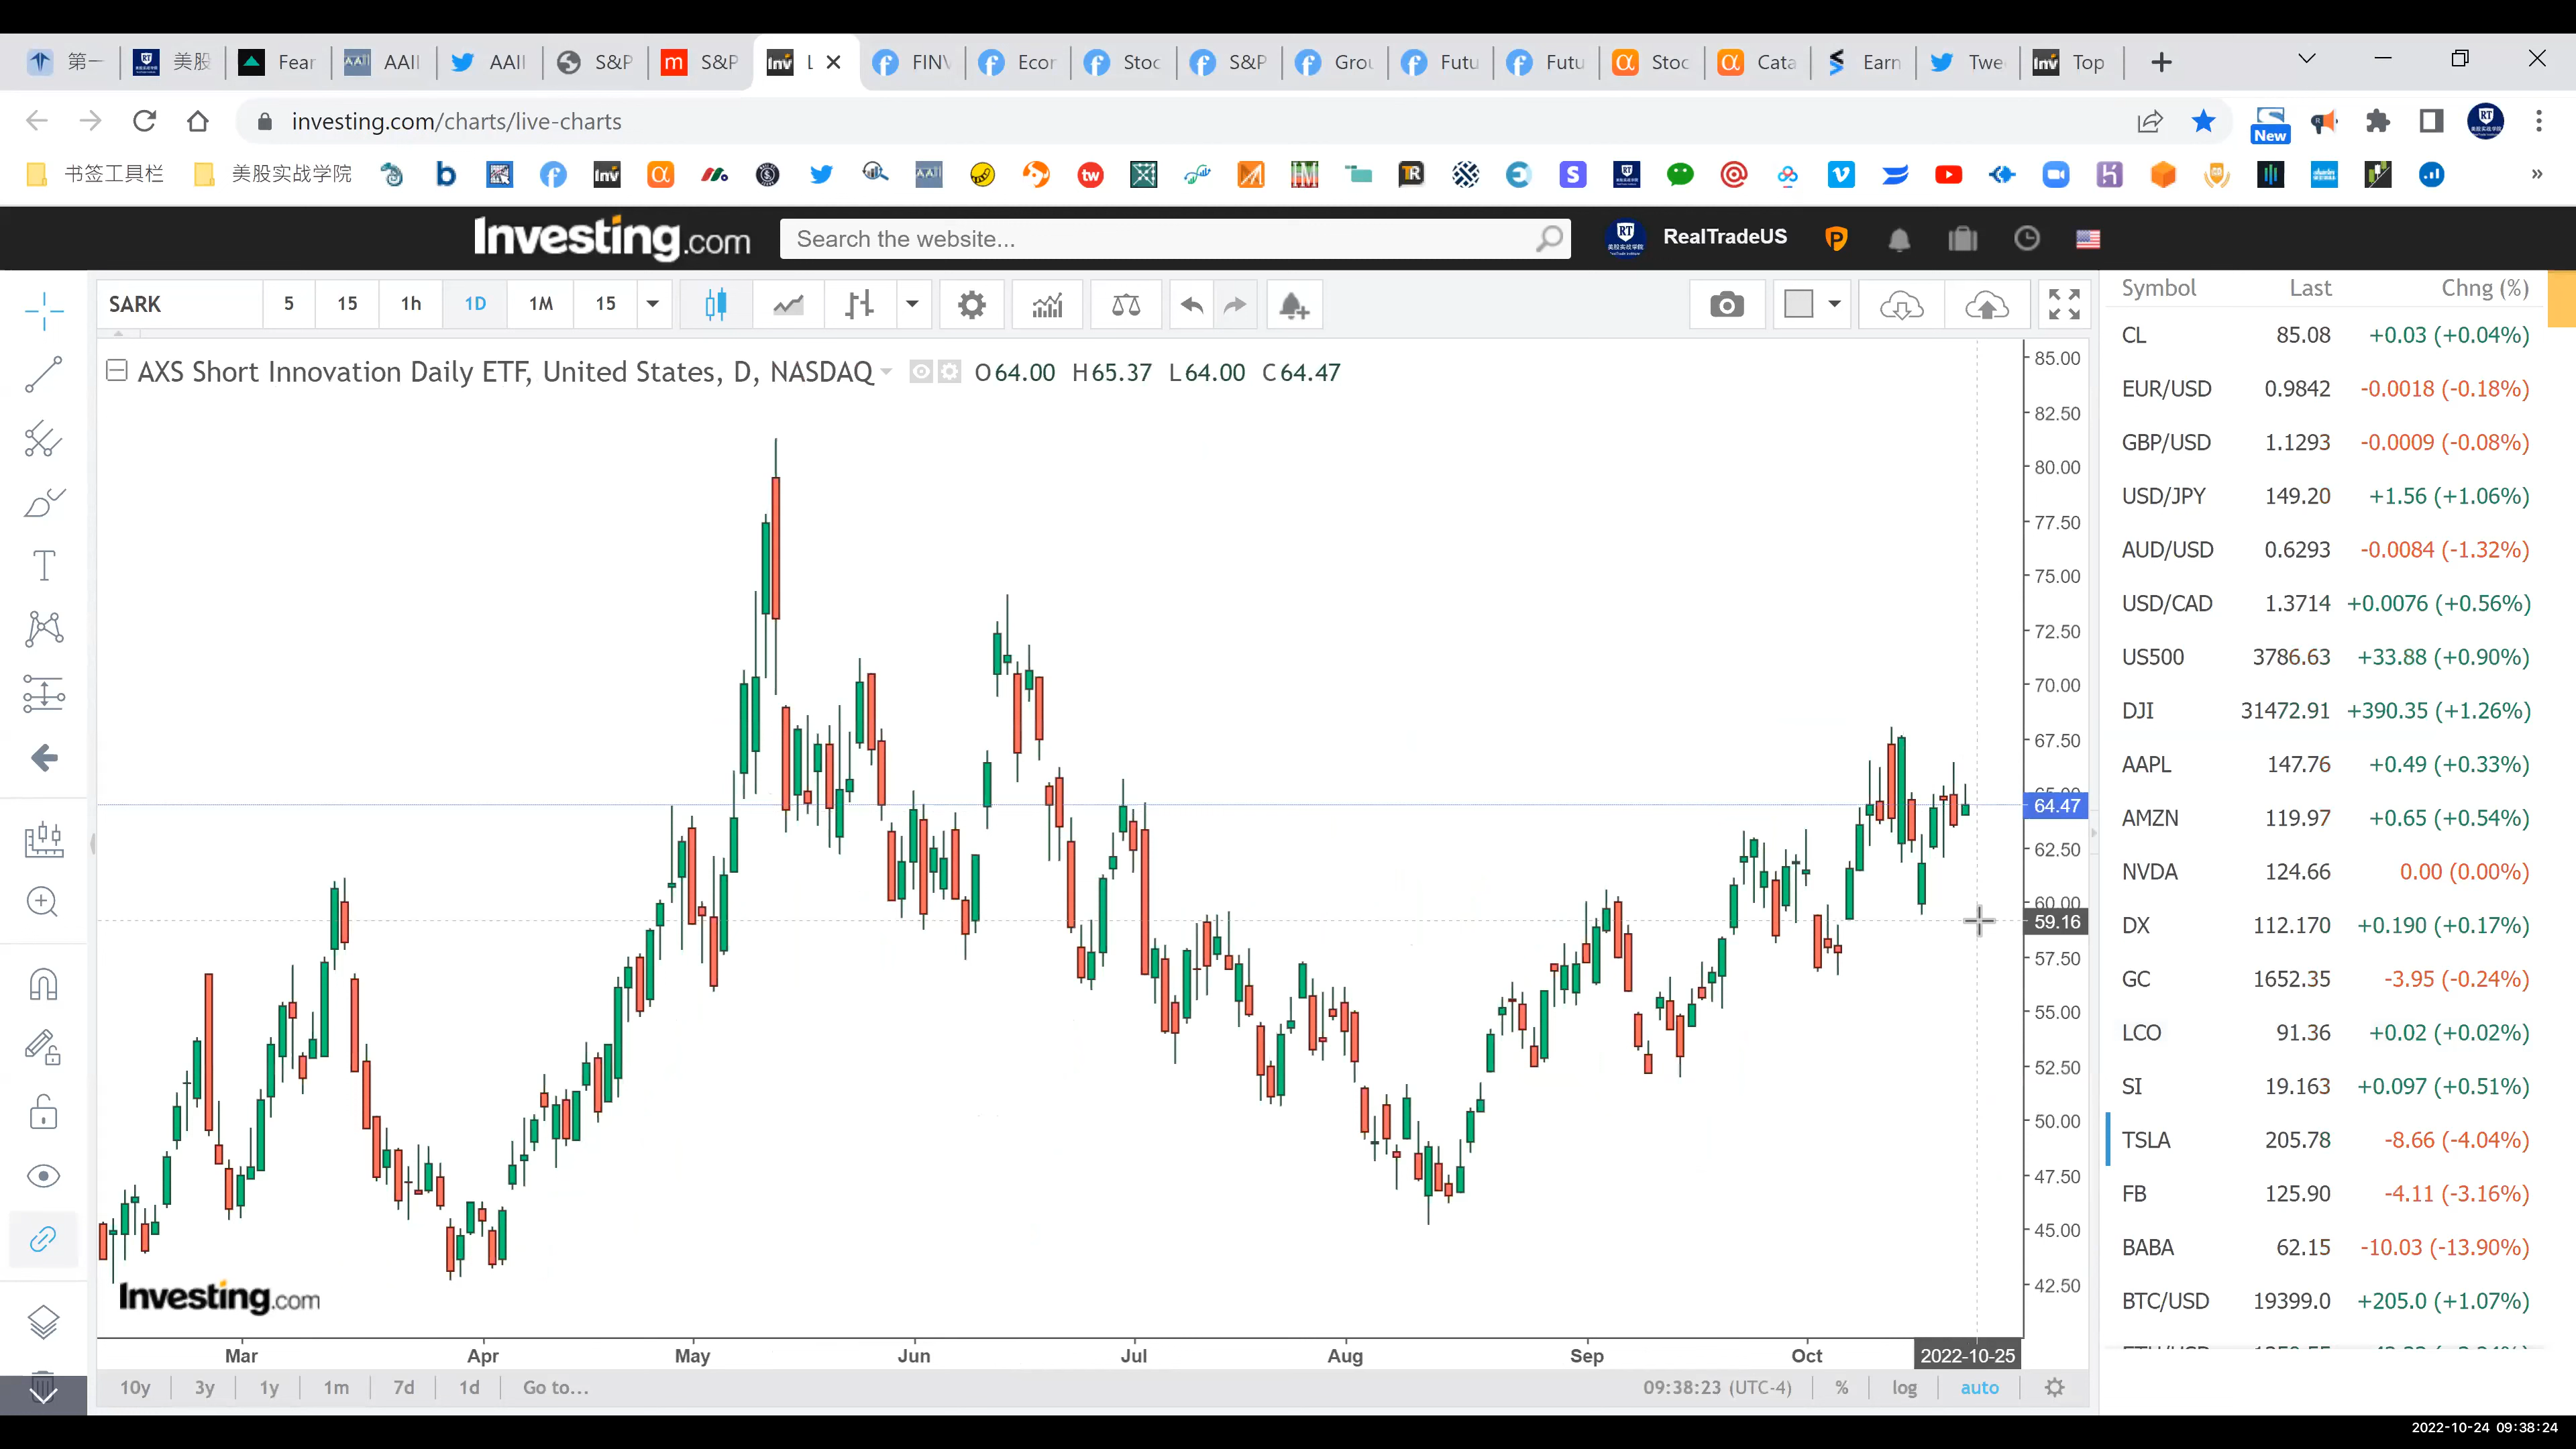 第一 美股 Fear AAII AAII S&P S&P L FINV Econ Stoc S&P Grou Futu Futu Stoc Cata Earn Twe Top
investing.com/charts/live-charts
New
书签工具栏 美股实战学院
Investing.com Search the website... RealTradeUS
SARK 5 15 1h 1D 1M 15
AXS Short Innovation Daily ETF, United States, D, NASDAQ O64.00 H65.37 L64.00 C64.47
85.00
82.50
80.00
77.50
75.00
72.50
70.00
67.50
64.47
62.50
60.00
59.16
57.50
55.00
52.50
50.00
47.50
45.00
42.50
Investing.com
Mar Apr May Jun Jul Aug Sep Oct 2022-10-25
10y 3y 1y 1m 7d 1d Go to... 09:38:23 (UTC-4) % log auto
Symbol Last Chng (%)
CL 85.08 +0.03 (+0.04%)
EUR/USD 0.9842 -0.0018 (-0.18%)
GBP/USD 1.1293 -0.0009 (-0.08%)
USD/JPY 149.20 +1.56 (+1.06%)
AUD/USD 0.6293 -0.0084 (-1.32%)
USD/CAD 1.3714 +0.0076 (+0.56%)
US500 3786.63 +33.88 (+0.90%)
DJI 31472.91 +390.35 (+1.26%)
AAPL 147.76 +0.49 (+0.33%)
AMZN 119.97 +0.65 (+0.54%)
NVDA 124.66 0.00 (0.00%)
DX 112.170 +0.190 (+0.17%)
GC 1652.35 -3.95 (-0.24%)
LCO 91.36 +0.02 (+0.02%)
SI 19.163 +0.097 (+0.51%)
TSLA 205.78 -8.66 (-4.04%)
FB 125.90 -4.11 (-3.16%)
BABA 62.15 -10.03 (-13.90%)
BTC/USD 19399.0 +205.0 (+1.07%)
2022-10-24 09:38:24